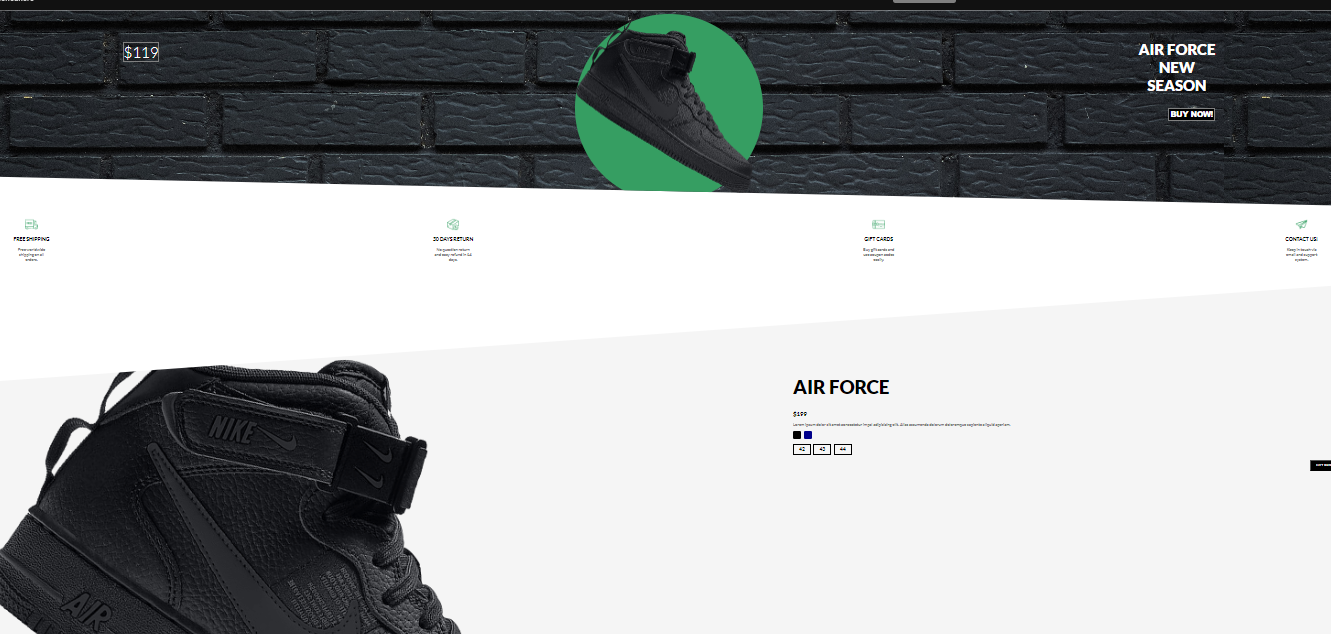 $119
AIR FORCE
NEW
SEASON
BUY NOW!
FREE SHIPPING
Free worldwide
shipping on all
orders.
30 DAYS RETURN
No question return
and easy refund in 14
days.
GIFT CARDS
Buy gift cards and
use coupon codes
easily.
CONTACT US!
Keep in touch via
email and support
system.
NIKE
AIR
AIR FORCE
$199
42 43 44